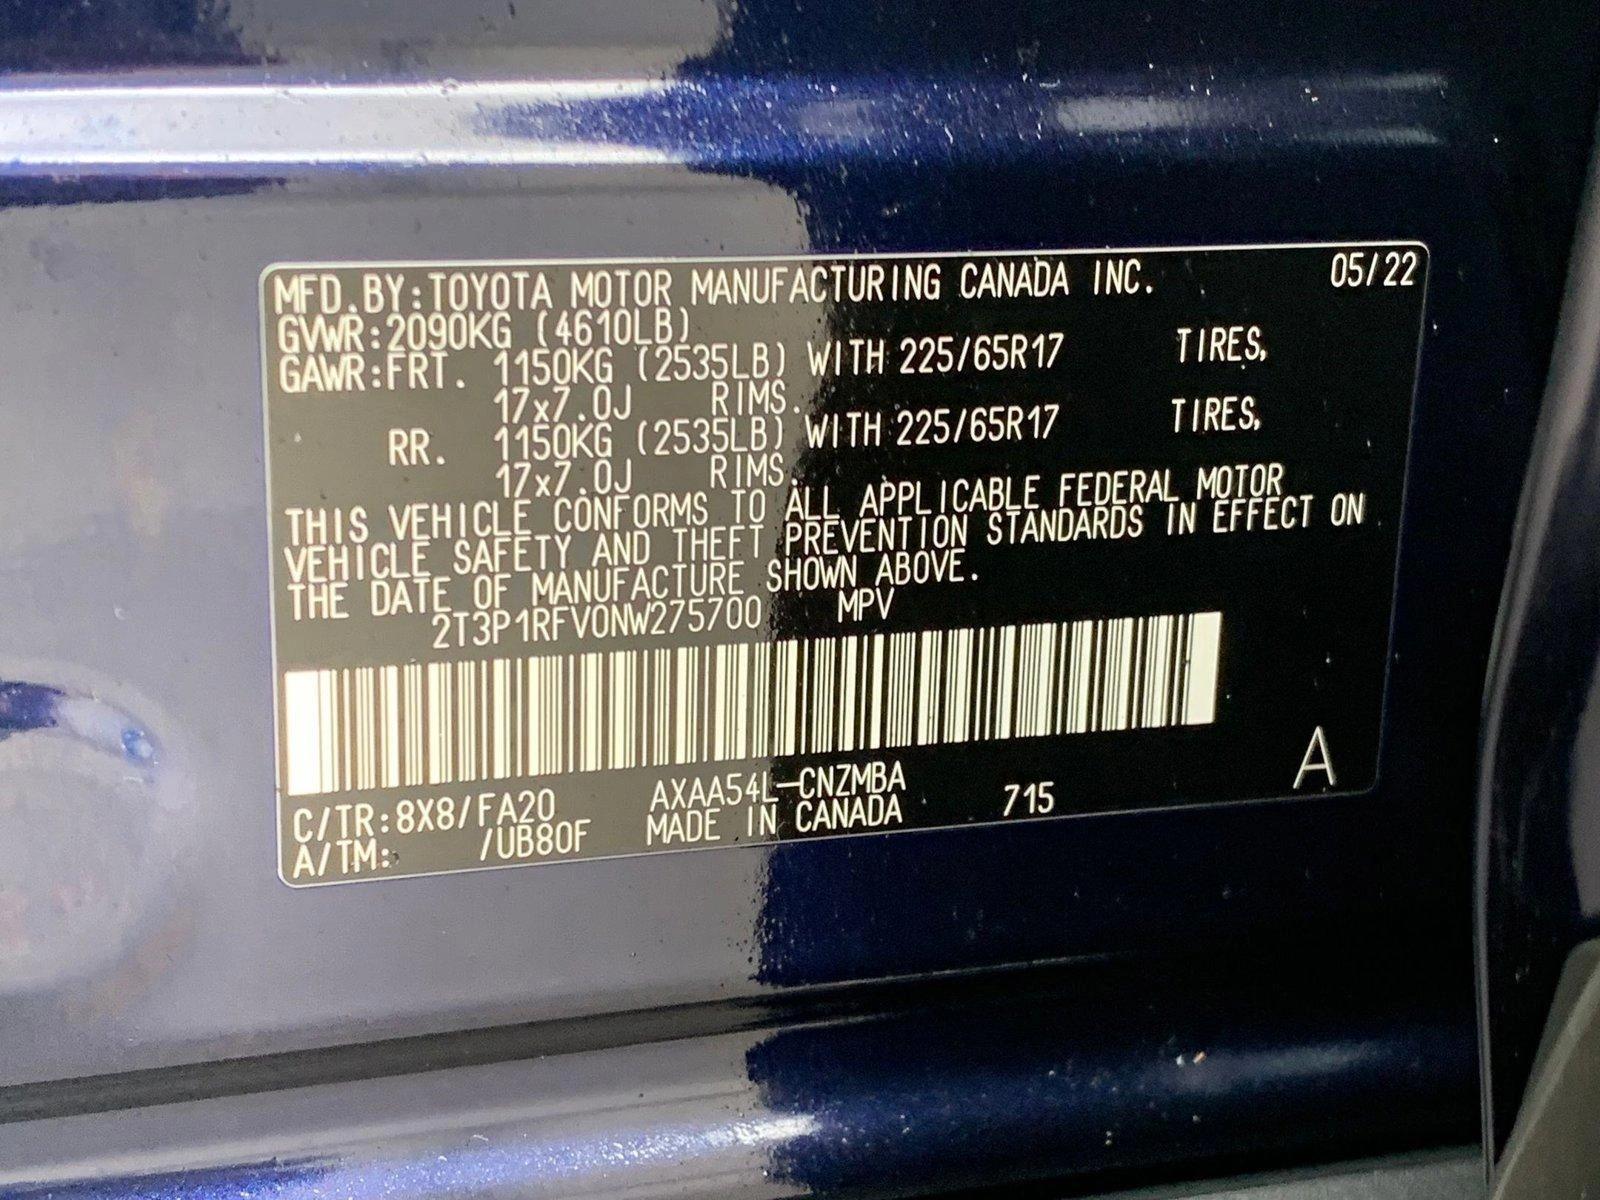 MFD.BY:TOYOTA MOTOR MANUFACTURING CANADA INC. 05/22
GVWR:2090KG (4610LB)
GAWR:FRT. 1150KG (2535LB) WITH 225/65R17 TIRES,
17x7.0J RIMS.
RR. 1150KG (2535LB) WITH 225/65R17 TIRES,
17x7.0J RIMS.
THIS VEHICLE CONFORMS TO ALL APPLICABLE FEDERAL MOTOR
VEHICLE SAFETY AND THEFT PREVENTION STANDARDS IN EFFECT ON
THE DATE OF MANUFACTURE SHOWN ABOVE.
2T3P1RFV0NW275700 MPV
C/TR:8X8/FA20 AXAA54L-CNZMBA
A/TM: /UB80F MADE IN CANADA 715 A